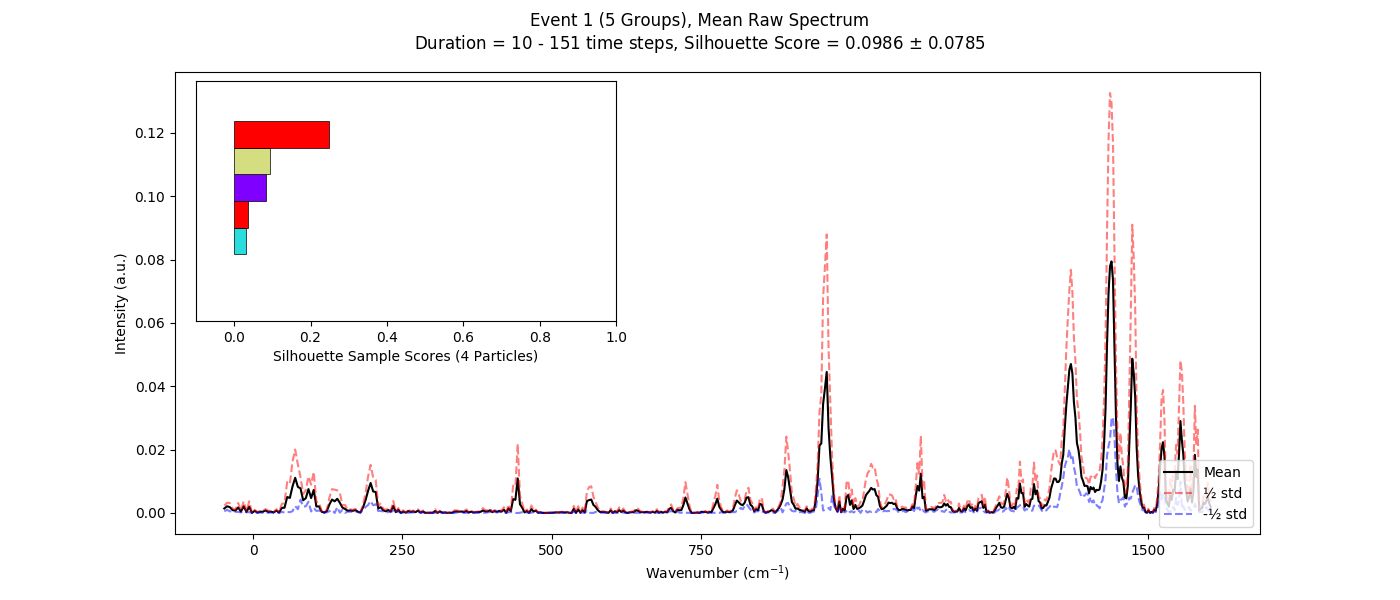 Event 1 (5 Groups), Mean Raw Spectrum
Duration = 10 - 151 time steps, Silhouette Score = 0.0986 ± 0.0785
Intensity (a.u.)
0.12
0.10
0.08
0.06
0.04
0.02
0.00
0.0 0.2 0.4 0.6 0.8 1.0
Silhouette Sample Scores (4 Particles)
Mean
½ std
-½ std
0 250 500 750 1000 1250 1500
Wavenumber (cm⁻¹)